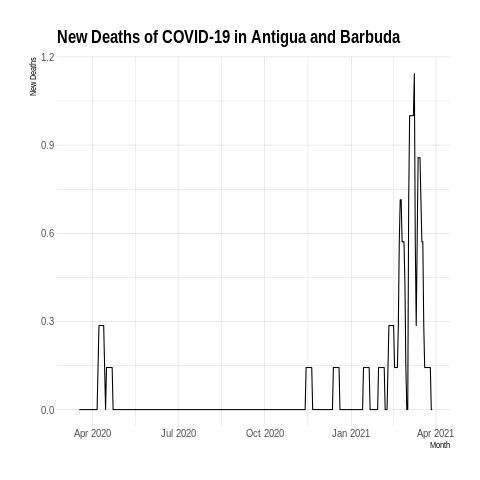 New Deaths of COVID-19 in Antigua and Barbuda
New Deaths
1.2
0.9
0.6
0.3
0.0
Apr 2020 Jul 2020 Oct 2020 Jan 2021 Apr 2021
Month